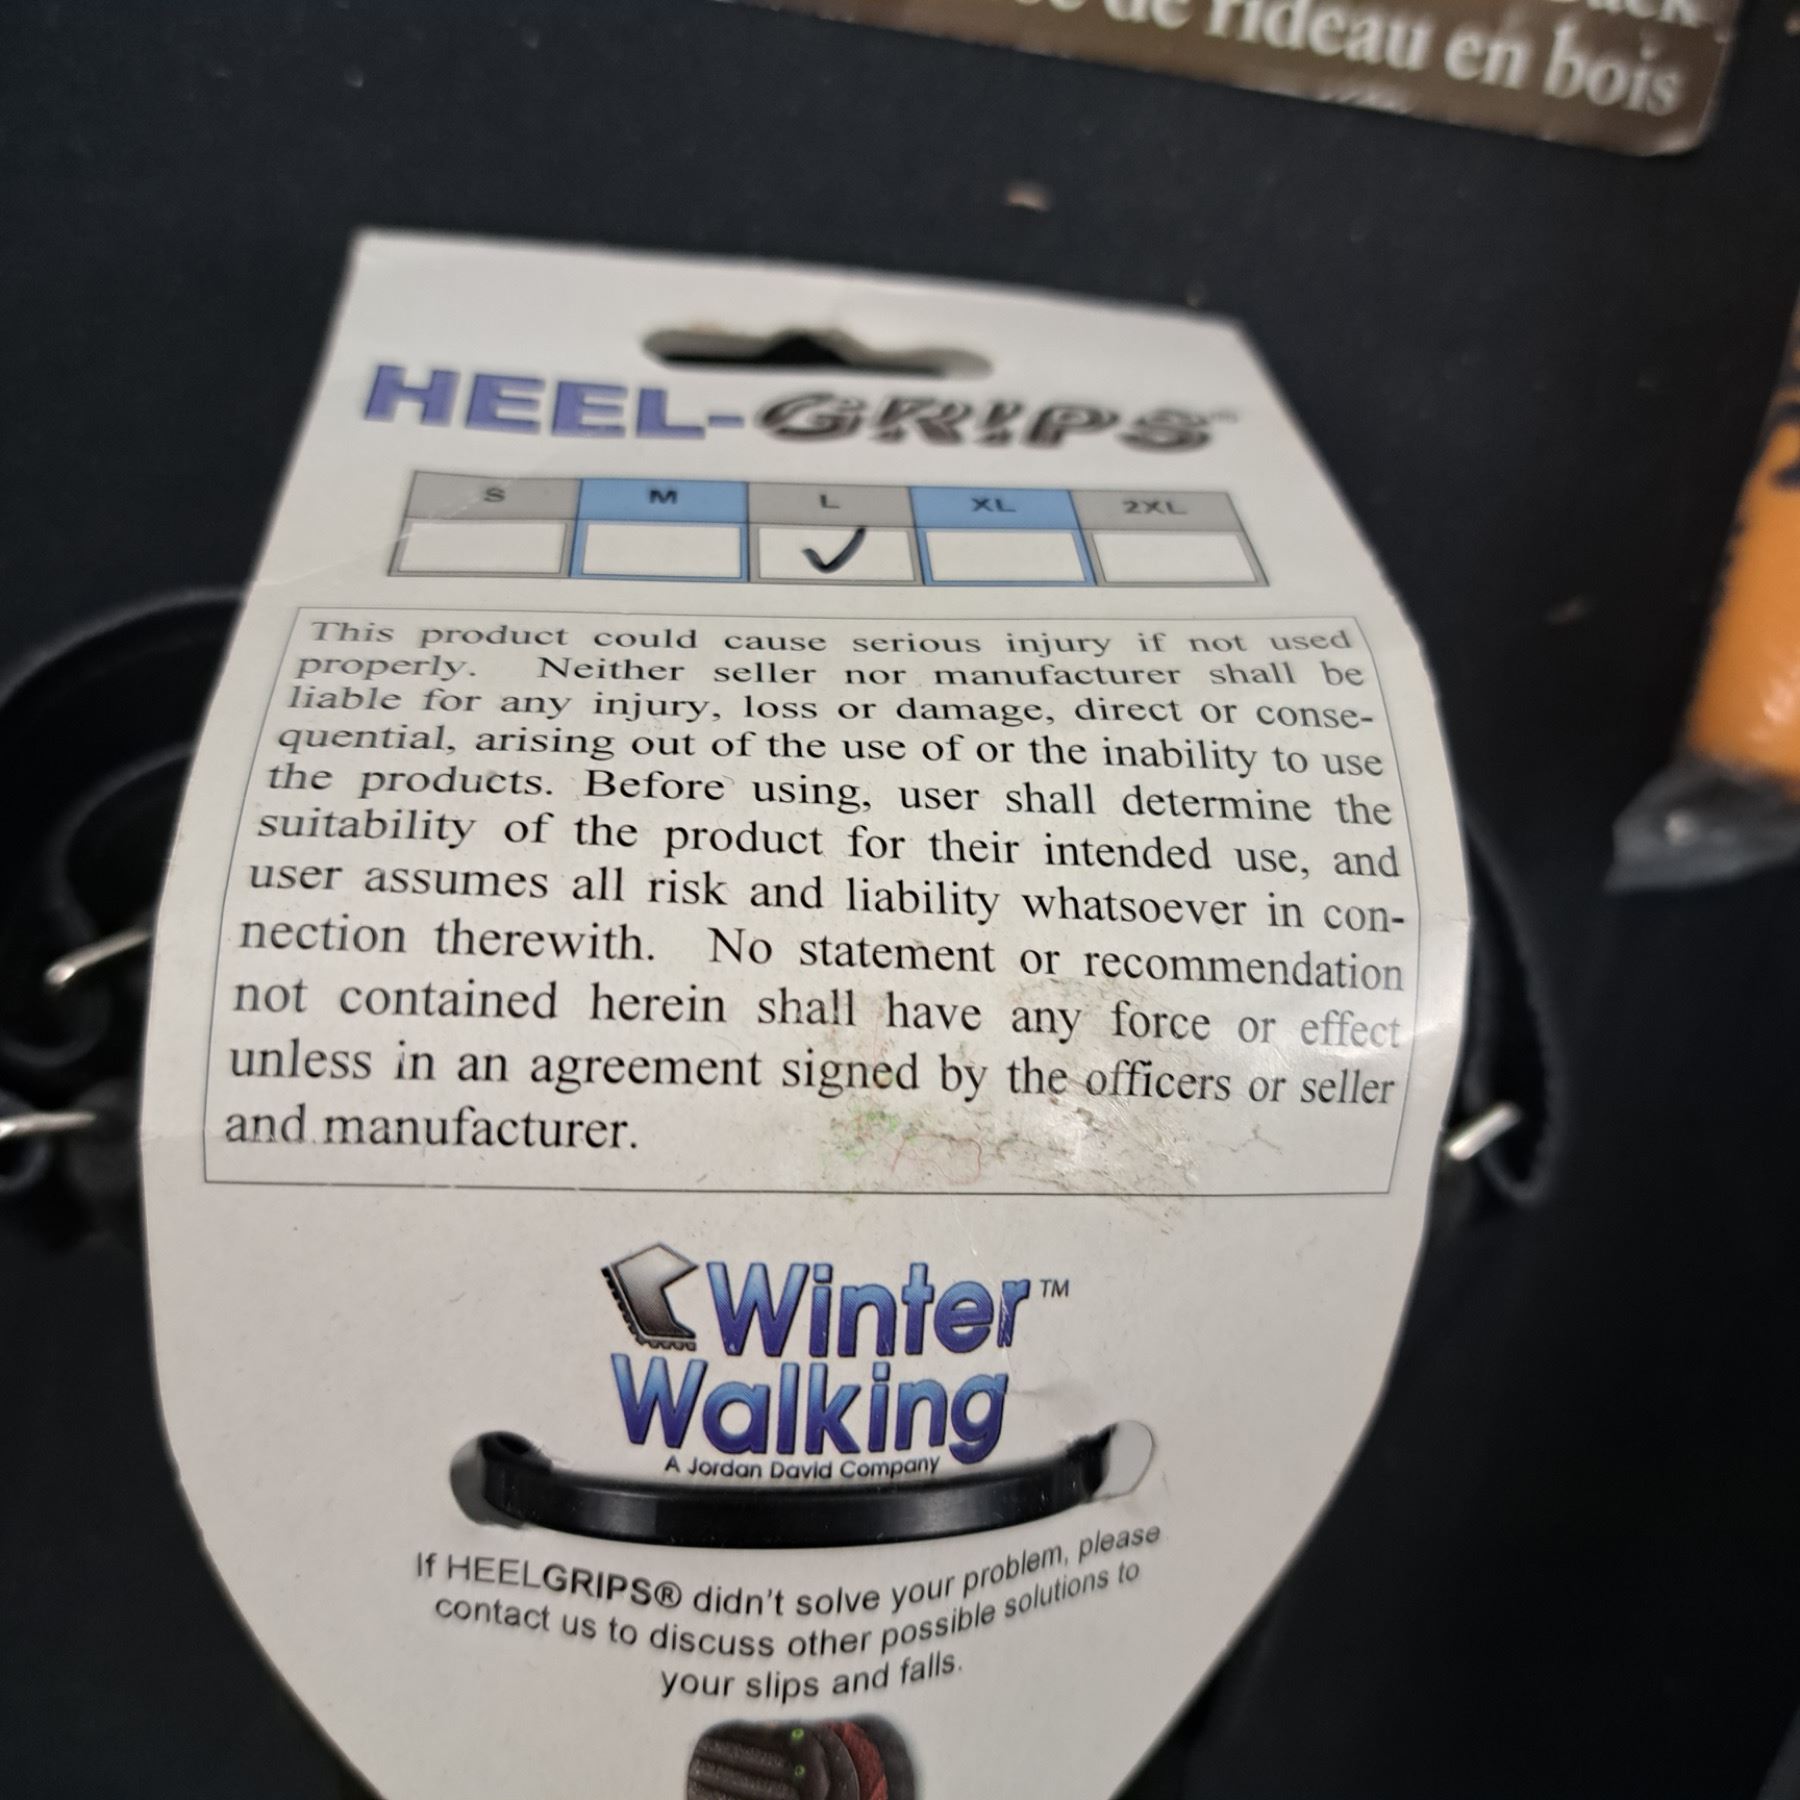 de rideau en bois
HEEL-GRIPS™
S M L XL 2XL
✓
This product could cause serious injury if not used
properly. Neither seller nor manufacturer shall be
liable for any injury, loss or damage, direct or conse-
quential, arising out of the use of or the inability to use
the products. Before using, user shall determine the
suitability of the product for their intended use, and
user assumes all risk and liability whatsoever in con-
nection therewith. No statement or recommendation
not contained herein shall have any force or effect
unless in an agreement signed by the officers or seller
and manufacturer.
Winter™
Walking
A Jordan David Company
If HEELGRIPS® didn't solve your problem, please
contact us to discuss other possible solutions to
your slips and falls.